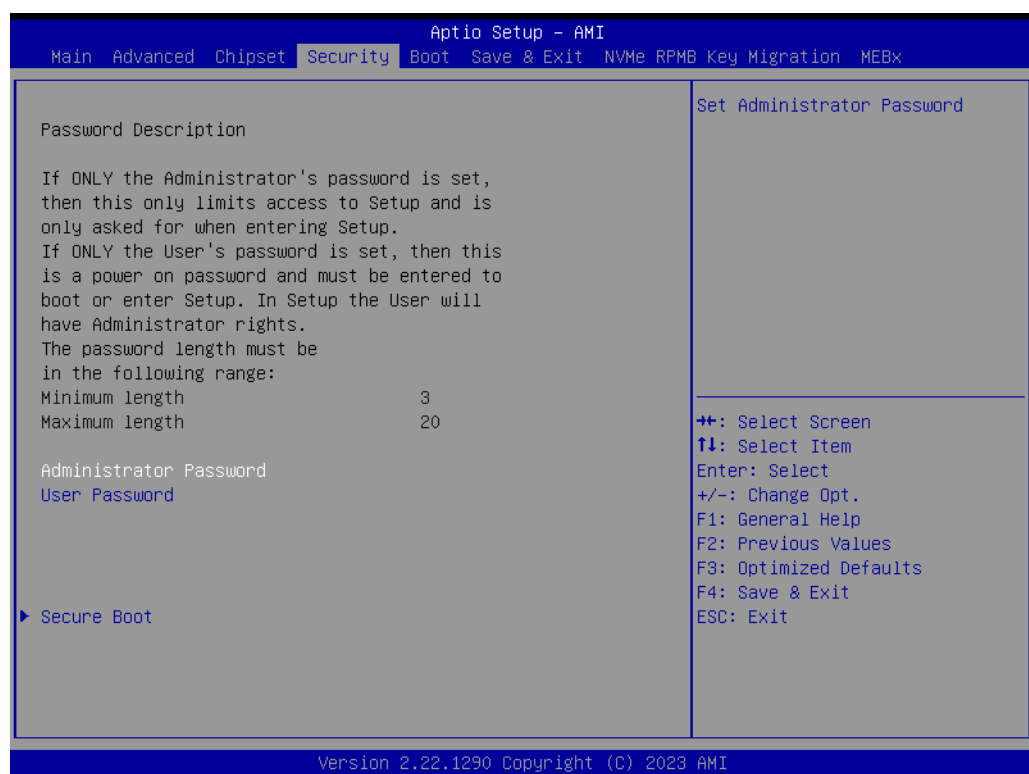 Aptio Setup – AMI
Main Advanced Chipset Security Boot Save & Exit NVMe RPMB Key Migration MEBx
Password Description
If ONLY the Administrator's password is set,
then this only limits access to Setup and is
only asked for when entering Setup.
If ONLY the User's password is set, then this
is a power on password and must be entered to
boot or enter Setup. In Setup the User will
have Administrator rights.
The password length must be
in the following range:
Minimum length 3
Maximum length 20
Administrator Password
User Password
Secure Boot
Set Administrator Password
→←: Select Screen
↑↓: Select Item
Enter: Select
+/-: Change Opt.
F1: General Help
F2: Previous Values
F3: Optimized Defaults
F4: Save & Exit
ESC: Exit
Version 2.22.1290 Copyright (C) 2023 AMI